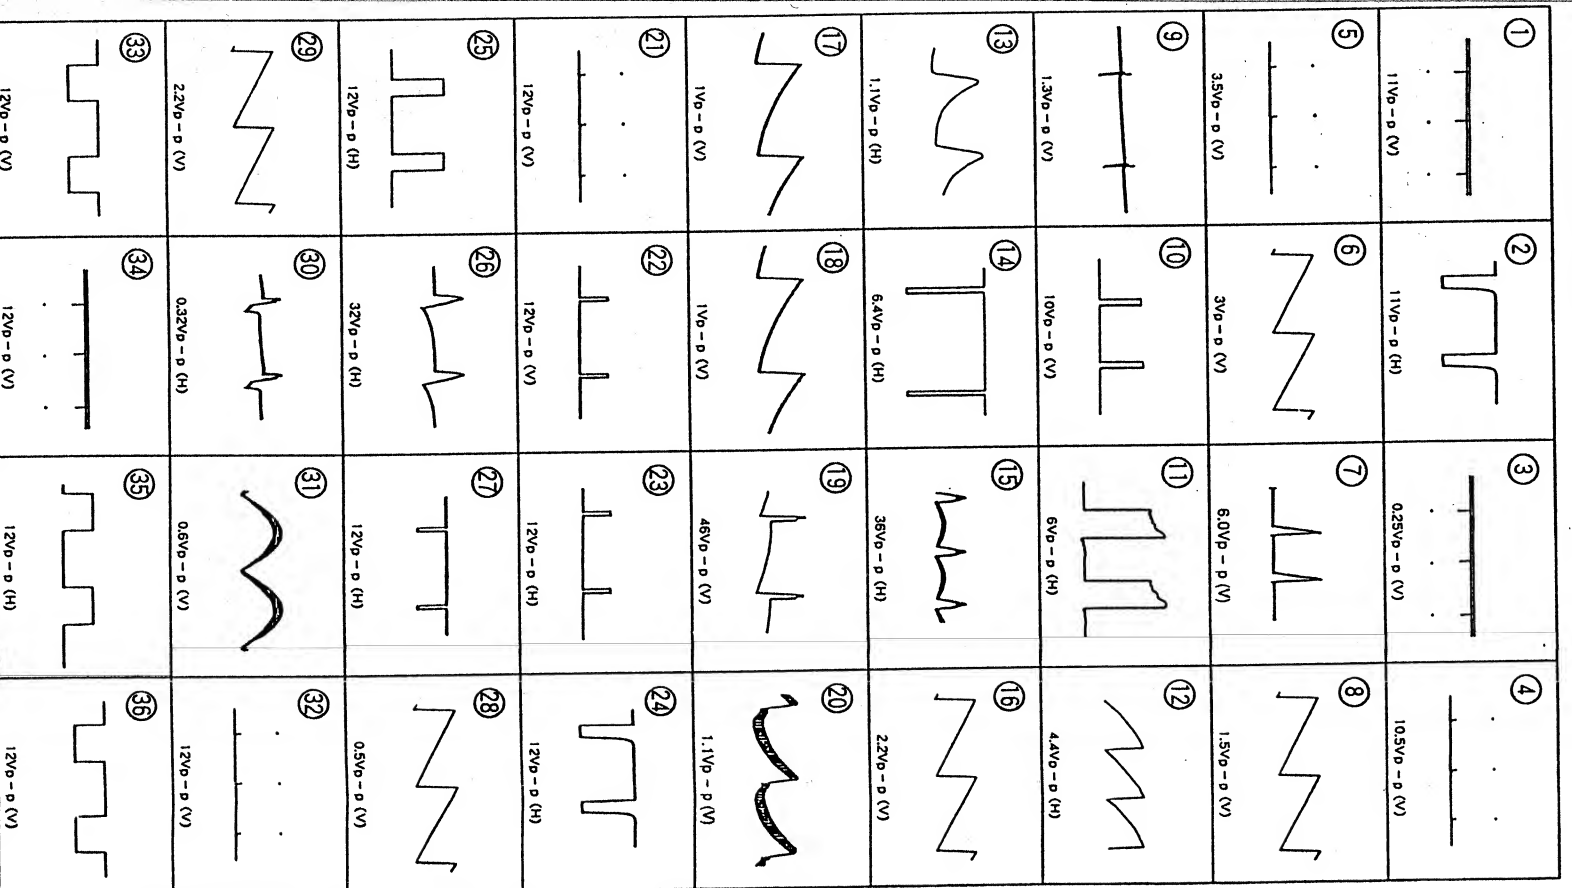 ①
11Vp-p (V)
②
11Vp-p (H)
③
0.25Vp-p (V)
④
10.5Vp-p (V)
⑤
3.5Vp-p (V)
⑥
3Vp-p (V)
⑦
6.0Vp-p (V)
⑧
1.5Vp-p (V)
⑨
1.3Vp-p (V)
⑩
10Vp-p (V)
⑪
6Vp-p (H)
⑫
4.4Vp-p (H)
⑬
1.1Vp-p (H)
⑭
6.4Vp-p (H)
⑮
36Vp-p (H)
⑯
2.2Vp-p (V)
⑰
1Vp-p (V)
⑱
1Vp-p (V)
⑲
46Vp-p (V)
⑳
1.1Vp-p (V)
㉑
12Vp-p (V)
㉒
12Vp-p (V)
㉓
12Vp-p (H)
㉔
12Vp-p (H)
㉕
12Vp-p (H)
㉖
32Vp-p (H)
㉗
12Vp-p (H)
㉘
0.5Vp-p (V)
㉙
2.2Vp-p (V)
㉚
0.32Vp-p (H)
㉛
0.6Vp-p (V)
㉜
12Vp-p (V)
㉝
12Vp-p (V)
㉞
12Vp-p (V)
㉟
12Vp-p (H)
㊱
12Vp-p (V)